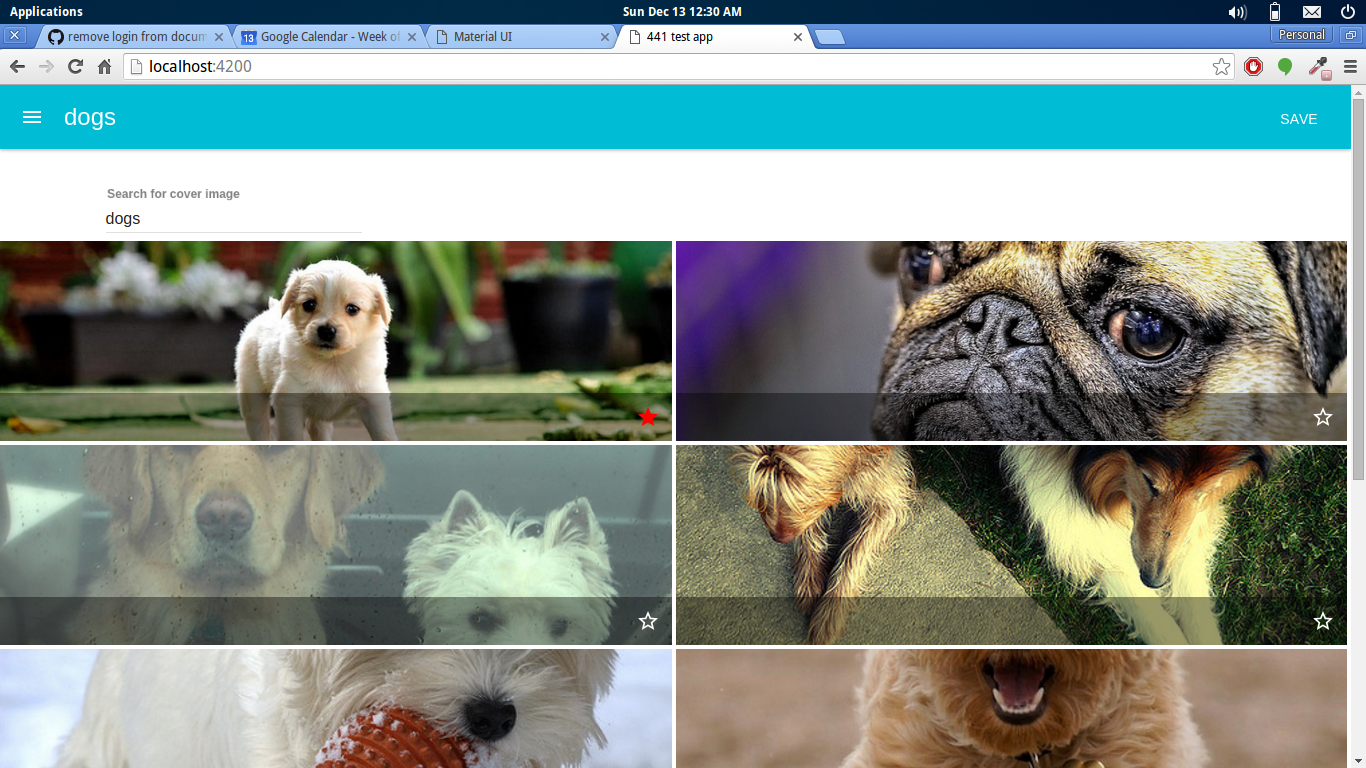 Applications
Sun Dec 13 12:30 AM
remove login from docum
13
Google Calendar - Week of
Material UI
441 test app
Personal
localhost:4200
dogs
SAVE
Search for cover image
dogs